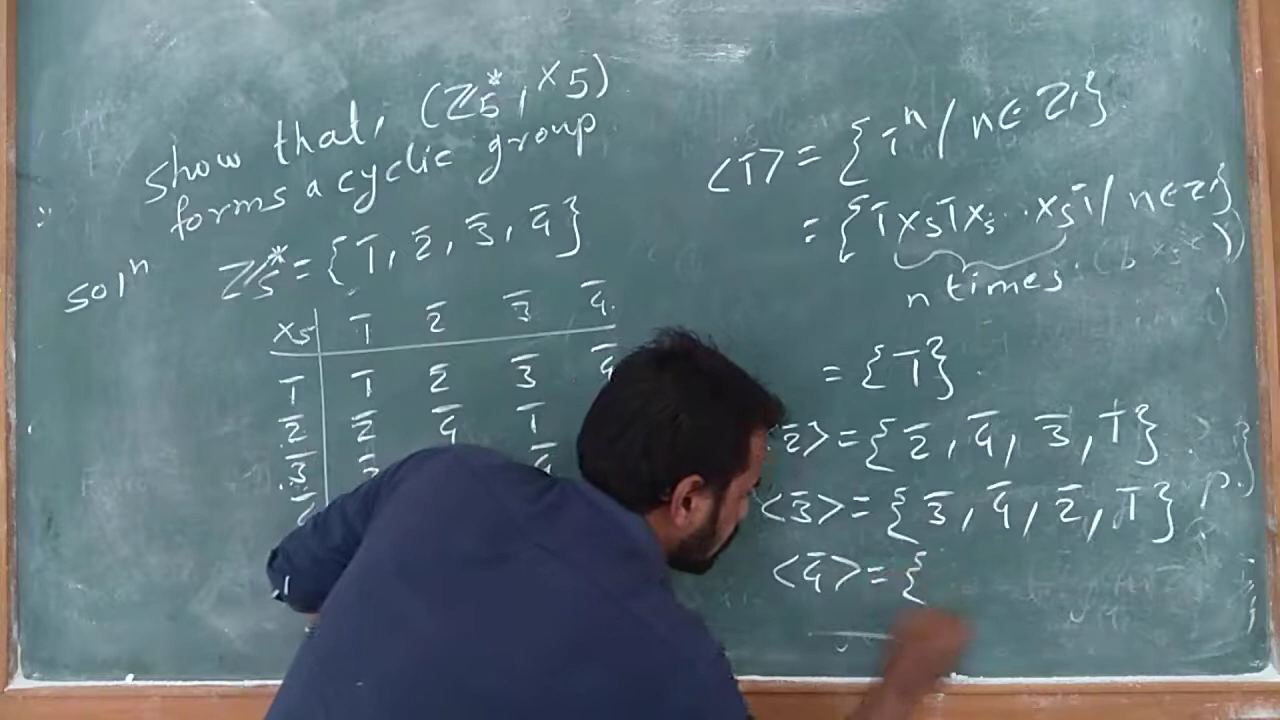 Show that, (ℤ₅*, ×₅)
forms a cyclic group
Solⁿ
ℤ₅* = {1̄, 2̄, 3̄, 4̄}
×₅ | 1̄ 2̄ 3̄ 4̄
1̄ | 1̄ 2̄ 3̄ 4̄
2̄ | 2̄ 4̄ 1̄
3̄ | 3̄ 4̄
<1̄> = {1̄ⁿ / n ∈ ℤ}
= {1̄ ×₅ 1̄ ×₅ ... ×₅ 1̄ / n ∈ ℤ}
n times
= {1̄}.
<2̄> = {2̄, 4̄, 3̄, 1̄}
<3̄> = {3̄, 4̄, 2̄, 1̄}
<4̄> = {